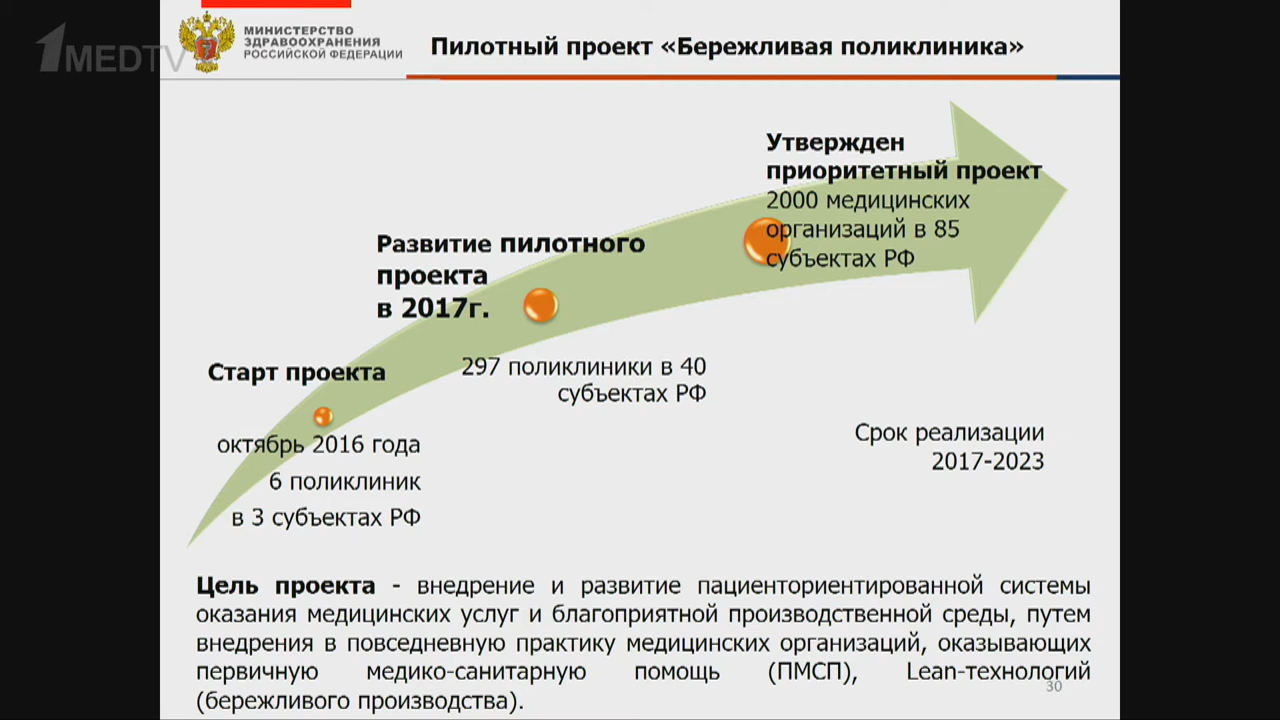 1MEDTV
МИНИСТЕРСТВО
ЗДРАВООХРАНЕНИЯ
РОССИЙСКОЙ ФЕДЕРАЦИИ
Пилотный проект «Бережливая поликлиника»
Утвержден
приоритетный проект
2000 медицинских
организаций в 85
субъектах РФ
Развитие пилотного
проекта
в 2017г.
297 поликлиники в 40
субъектах РФ
Старт проекта
октябрь 2016 года
6 поликлиник
в 3 субъектах РФ
Срок реализации
2017-2023
Цель проекта - внедрение и развитие пациенториентированной системы
оказания медицинских услуг и благоприятной производственной среды, путем
внедрения в повседневную практику медицинских организаций, оказывающих
первичную медико-санитарную помощь (ПМСП), Lean-технологий
(бережливого производства).
30